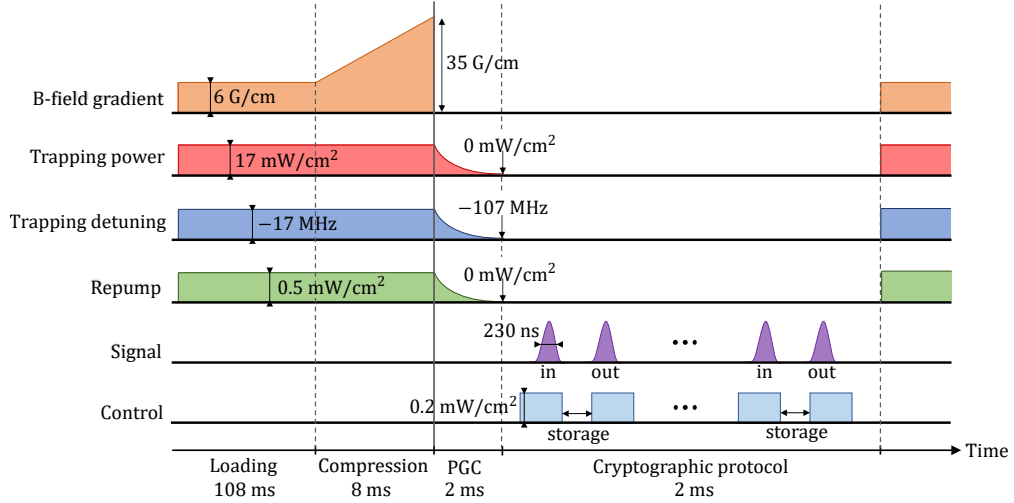 35 G/cm
B-field gradient
6 G/cm
Trapping power
17 mW/cm²
0 mW/cm²
Trapping detuning
−17 MHz
−107 MHz
Repump
0.5 mW/cm²
0 mW/cm²
Signal
230 ns
•••
in out in out
Control
0.2 mW/cm²
•••
storage storage
Time
Loading Compression PGC Cryptographic protocol
108 ms 8 ms 2 ms 2 ms